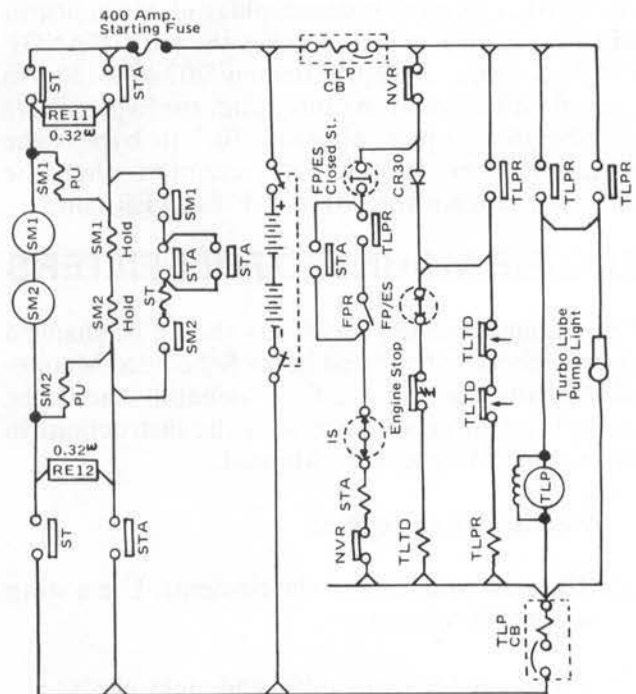 400 Amp.
Starting Fuse
ST
STA
RE11
0.32ω
SM1
PU
SM1
SM2
SM1
Hold
SM2
Hold
SM2
PU
0.32ω
RE12
ST
STA
SM1
STA
STA
ST
SM2
TLP
CB
NVR
FP/ES
Closed St.
CR30
TLPR
STA
FPR
FP/ES
IS
Engine Stop
STA
NVR
TLTD
TLPR
TLPR
TLPR
TLTD
TLTD
TLPR
Turbo Lube
Pump Light
TLP
TLP
CB